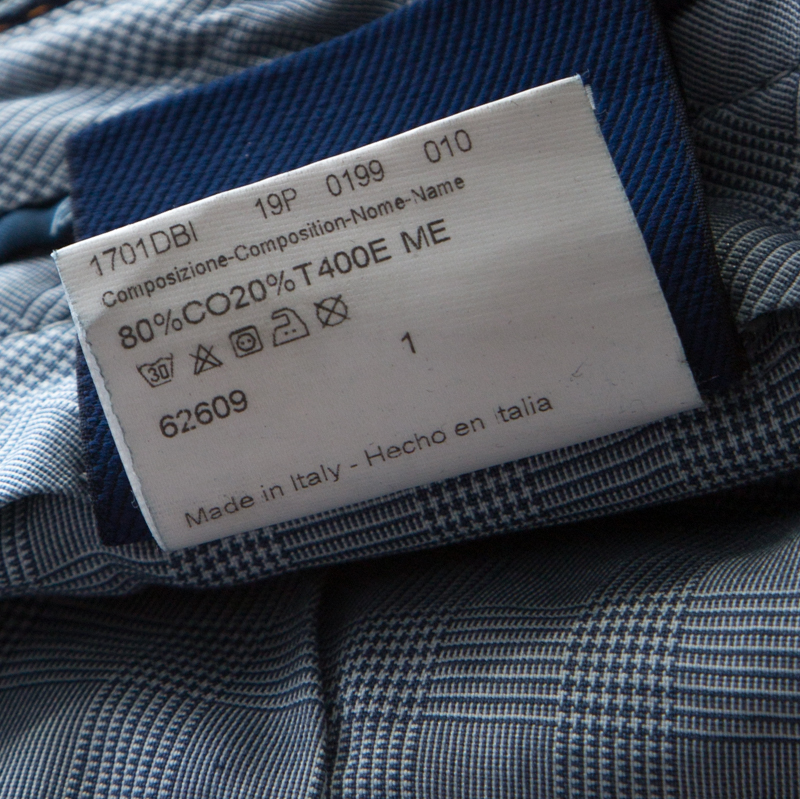 1701DBI 19P 0199 010
Composizione-Composition-Nome-Name
80%CO20%T400E ME
30
1
62609
Made in Italy - Hecho en Italia